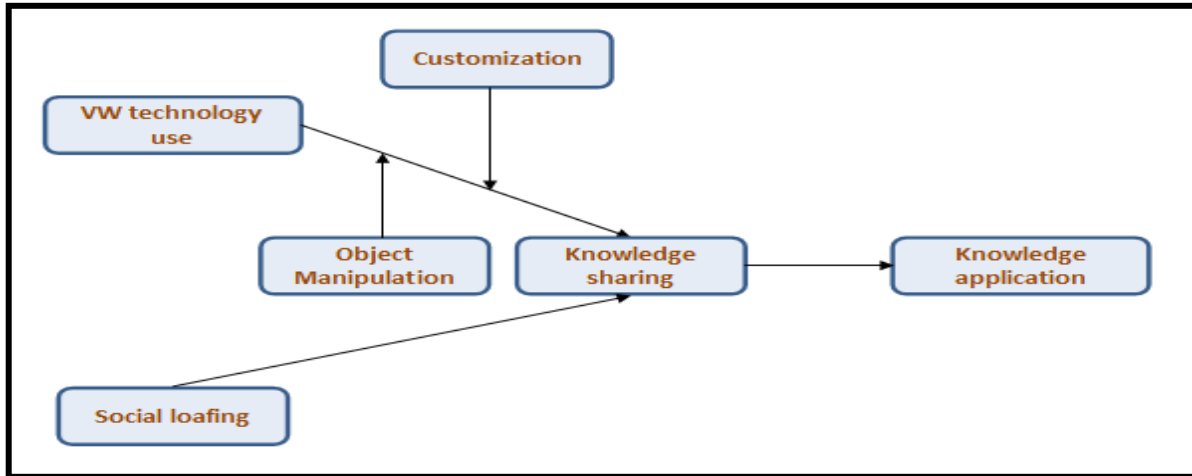 Customization
VW technology
use
Object
Manipulation
Knowledge
sharing
Knowledge
application
Social loafing